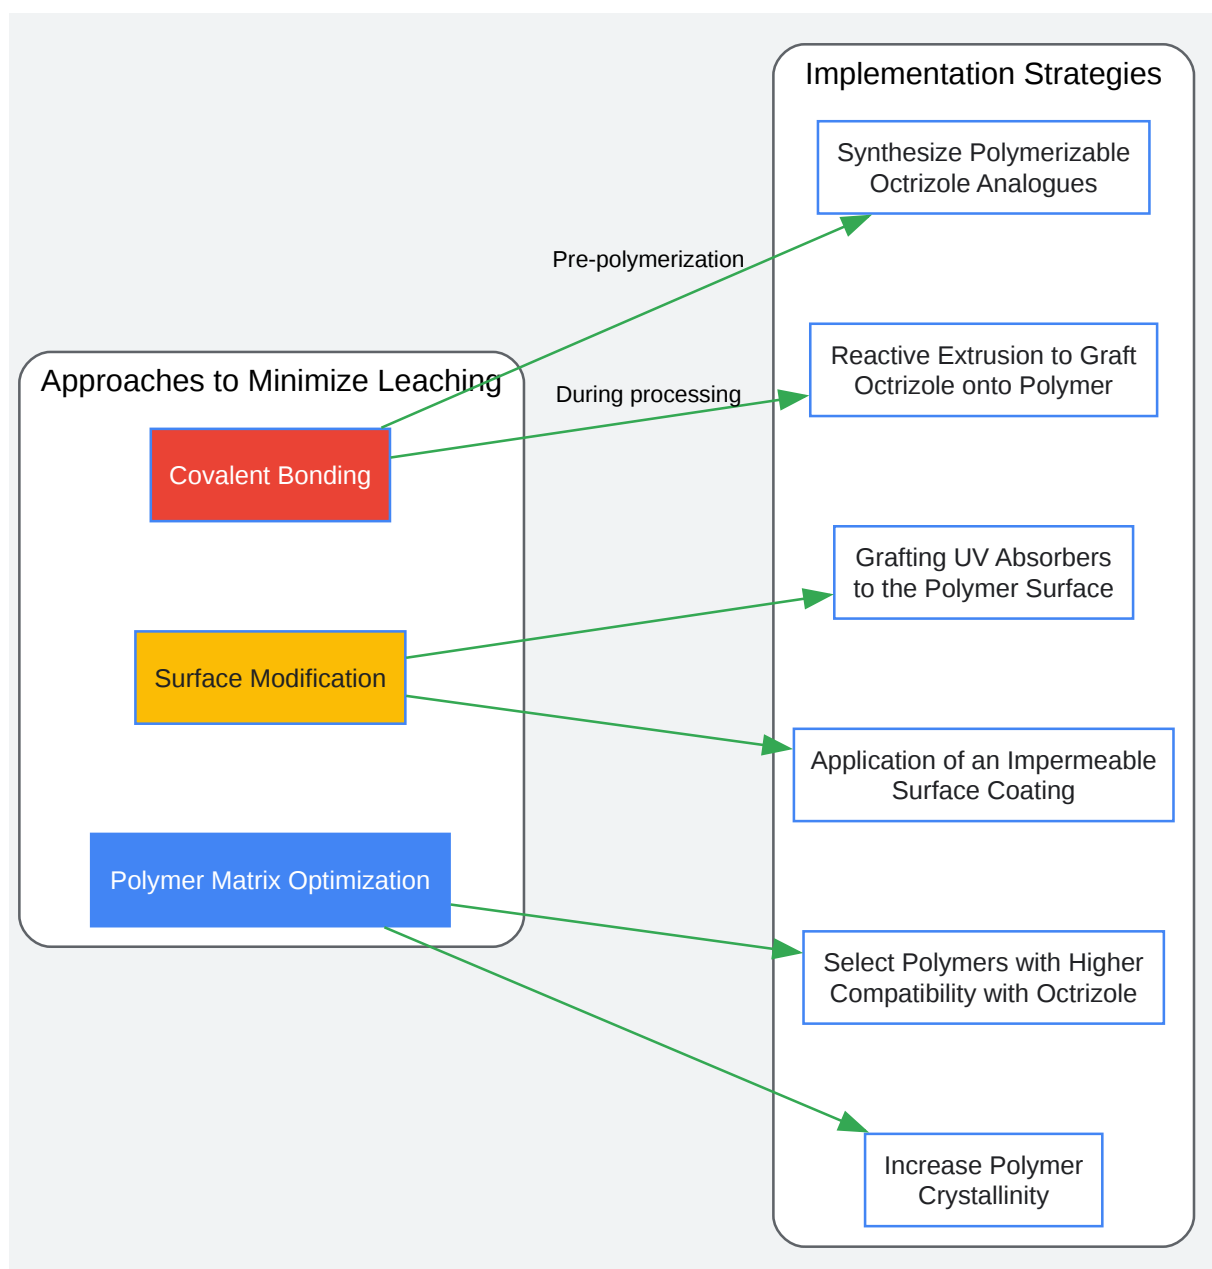 Implementation Strategies
Synthesize Polymerizable
Octrizole Analogues
Pre-polymerization
Reactive Extrusion to Graft
Octrizole onto Polymer
During processing
Approaches to Minimize Leaching
Covalent Bonding
Grafting UV Absorbers
to the Polymer Surface
Surface Modification
Application of an Impermeable
Surface Coating
Polymer Matrix Optimization
Select Polymers with Higher
Compatibility with Octrizole
Increase Polymer
Crystallinity